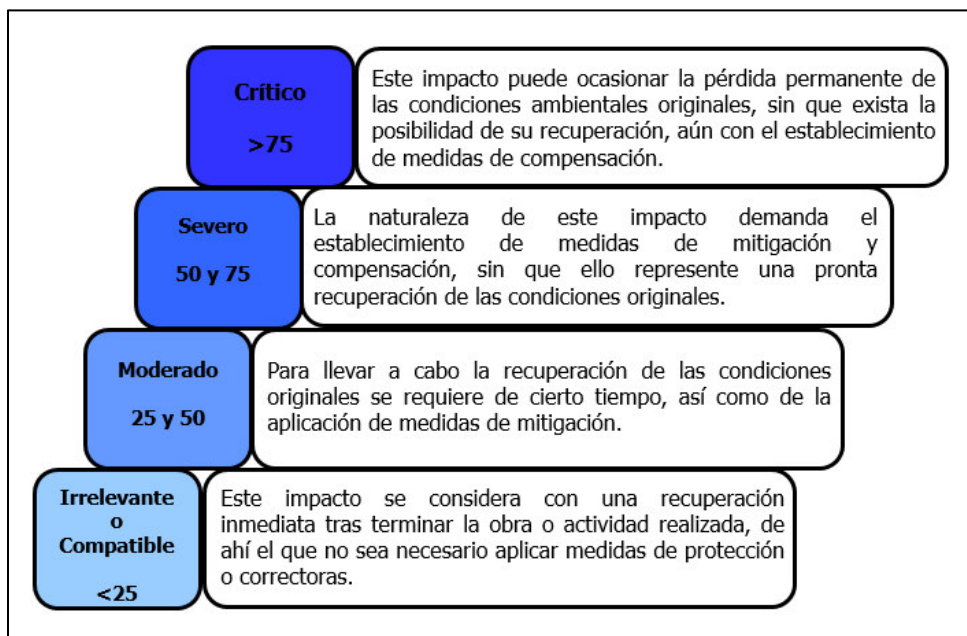 Crítico
>75
Este impacto puede ocasionar la pérdida permanente de
las condiciones ambientales originales, sin que exista la
posibilidad de su recuperación, aún con el establecimiento
de medidas de compensación.
Severo
50 y 75
La naturaleza de este impacto demanda el
establecimiento de medidas de mitigación y
compensación, sin que ello represente una pronta
recuperación de las condiciones originales.
Moderado
25 y 50
Para llevar a cabo la recuperación de las condiciones
originales se requiere de cierto tiempo, así como de la
aplicación de medidas de mitigación.
Irrelevante
o
Compatible
<25
Este impacto se considera con una recuperación
inmediata tras terminar la obra o actividad realizada, de
ahí el que no sea necesario aplicar medidas de protección
o correctoras.